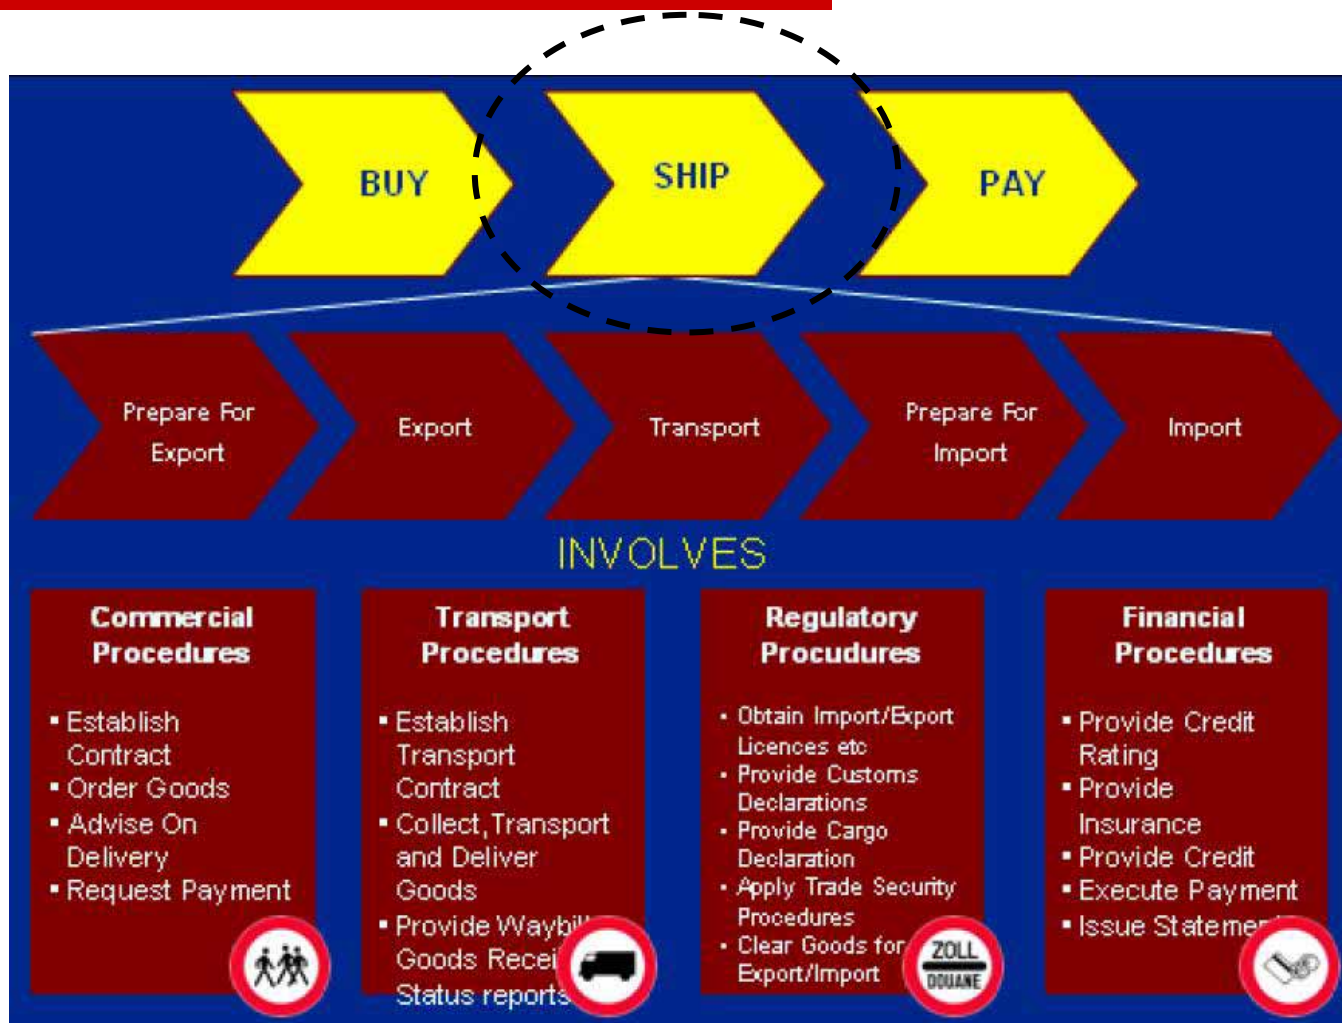 BUY
SHIP
PAY
Prepare For
Export
Export
Transport
Prepare For
Import
Import
INVOLVES
Commercial
Procedures
▪ Establish
Contract
▪ Order Goods
▪ Advise On
Delivery
▪ Request Payment
Transport
Procedures
▪ Establish
Transport
Contract
▪ Collect,Transport
and Deliver
Goods
▪ Provide Waybill
Goods Recei
Status reports
Regulatory
Procudures
▪ Obtain Import/Export
Licences etc
▪ Provide Customs
Declarations
▪ Provide Cargo
Declaration
▪ Apply Trade Security
Procedures
▪ Clear Goods for
Export/Import
ZOLL
DOUANE
Financial
Procedures
▪ Provide Credit
Rating
▪ Provide
Insurance
▪ Provide Credit
▪ Execute Payment
▪ Issue Statement